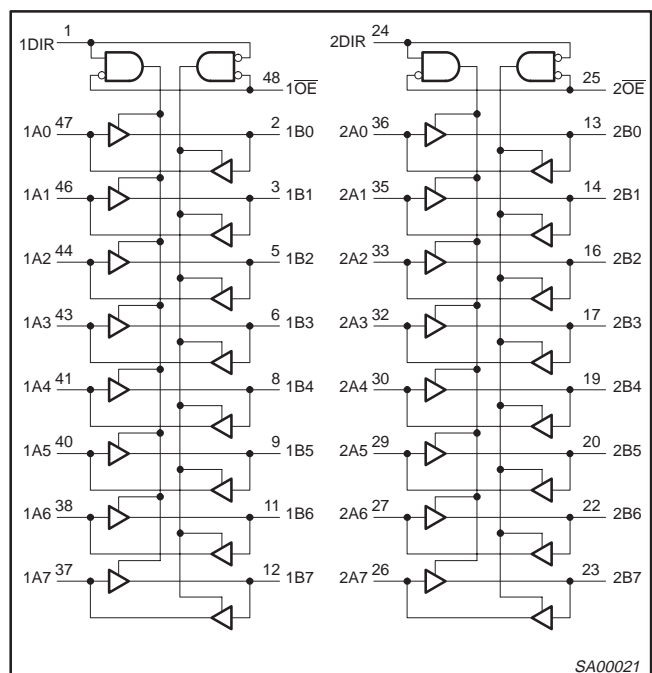 1DIR 1 2DIR 24
48 1OE 25 2OE
1A0 47 2 1B0 2A0 36 13 2B0
1A1 46 3 1B1 2A1 35 14 2B1
1A2 44 5 1B2 2A2 33 16 2B2
1A3 43 6 1B3 2A3 32 17 2B3
1A4 41 8 1B4 2A4 30 19 2B4
1A5 40 9 1B5 2A5 29 20 2B5
1A6 38 11 1B6 2A6 27 22 2B6
1A7 37 12 1B7 2A7 26 23 2B7
SA00021